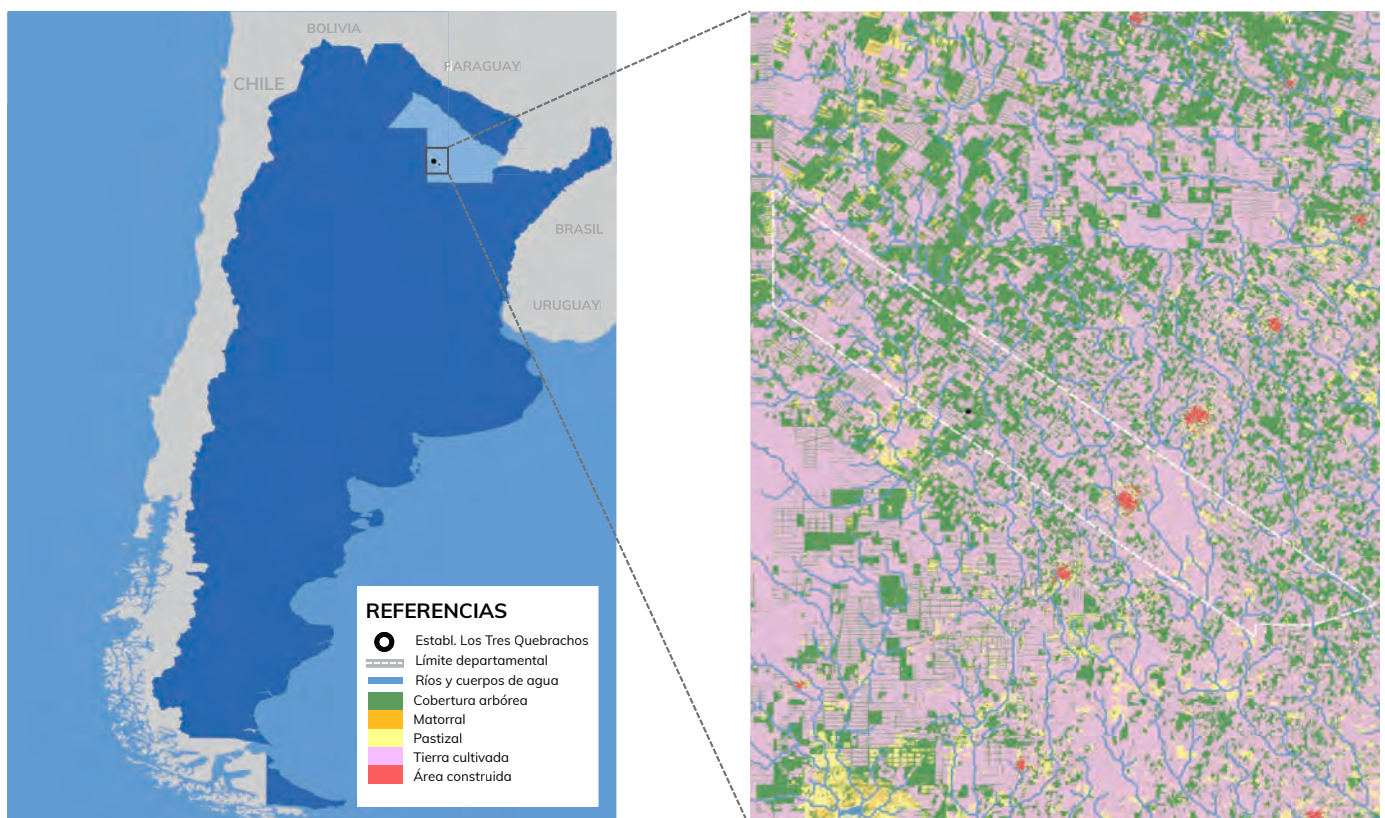 BOLIVIA
PARAGUAY
CHILE
BRASIL
URUGUAY
REFERENCIAS
Establ. Los Tres Quebrachos
Límite departamental
Ríos y cuerpos de agua
Cobertura arbórea
Matorral
Pastizal
Tierra cultivada
Área construida